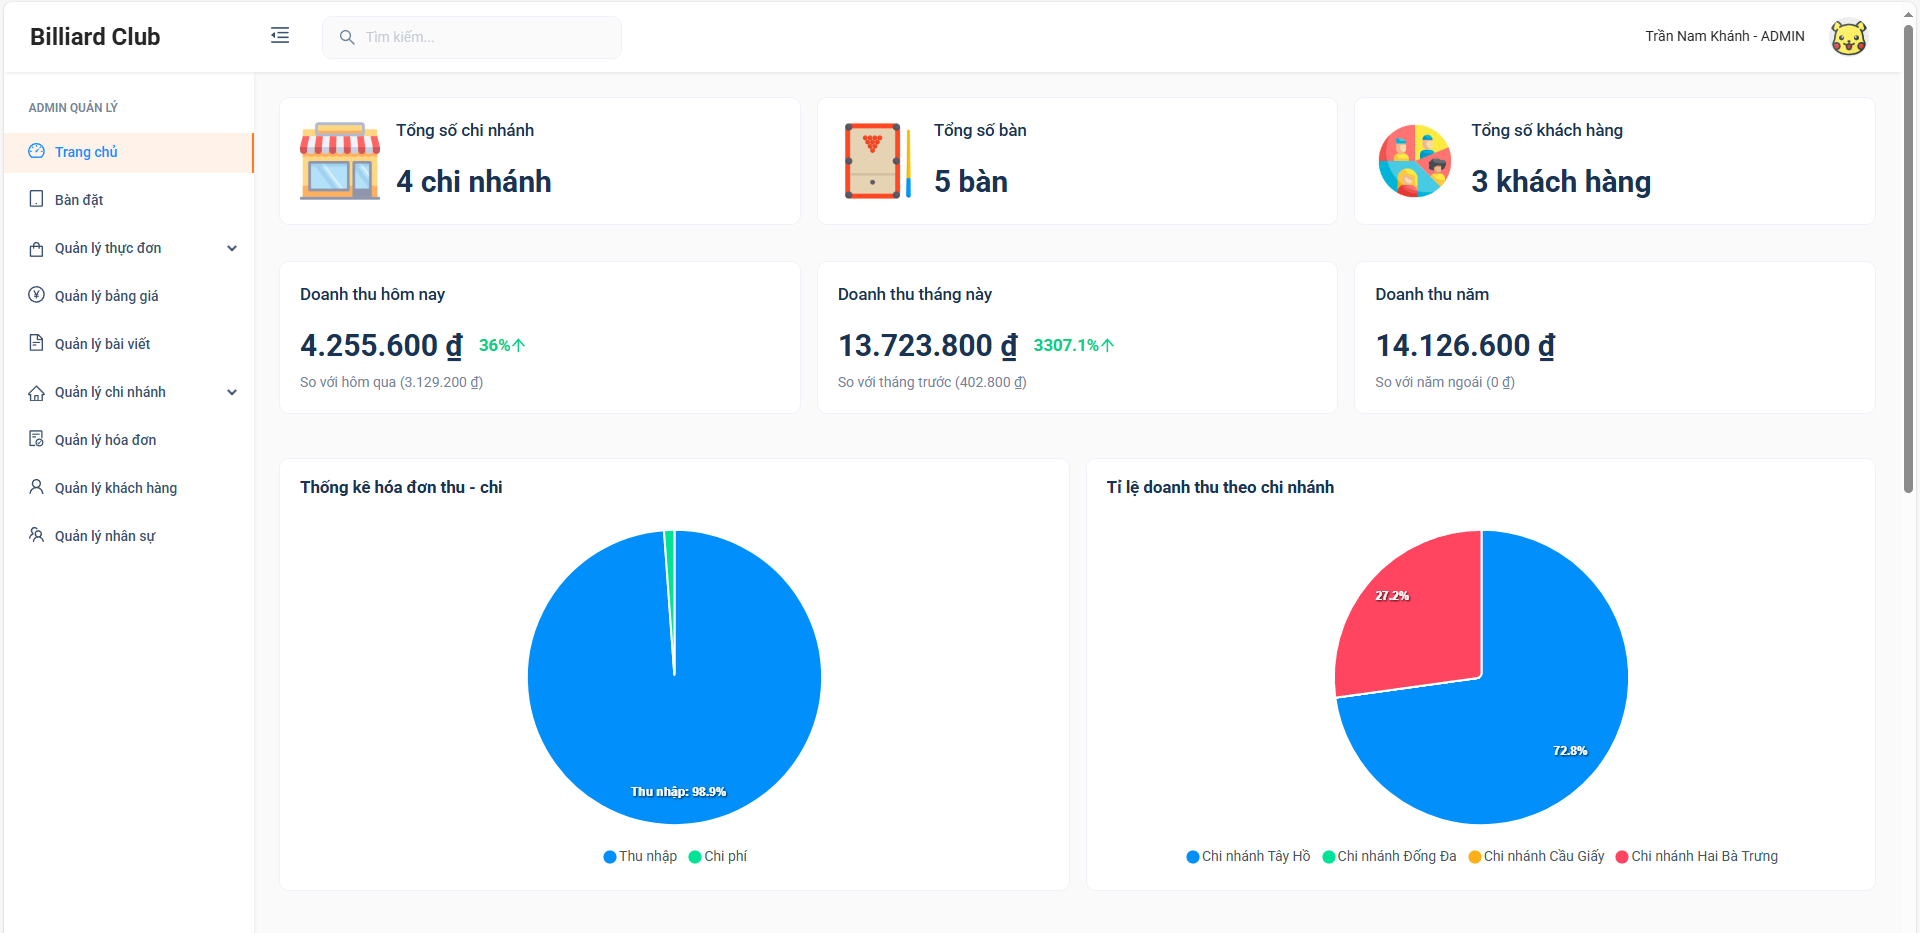 Billiard Club
Tìm kiếm...
Trần Nam Khánh - ADMIN
ADMIN QUẢN LÝ
Trang chủ
Bàn đặt
Quản lý thực đơn
Quản lý bảng giá
Quản lý bài viết
Quản lý chi nhánh
Quản lý hóa đơn
Quản lý khách hàng
Quản lý nhân sự
Tổng số chi nhánh
4 chi nhánh
Tổng số bàn
5 bàn
Tổng số khách hàng
3 khách hàng
Doanh thu hôm nay
4.255.600 ₫ 36%↑
So với hôm qua (3.129.200 ₫)
Doanh thu tháng này
13.723.800 ₫ 3307.1%↑
So với tháng trước (402.800 ₫)
Doanh thu năm
14.126.600 ₫
So với năm ngoái (0 ₫)
Thống kê hóa đơn thu - chi
Thu nhập: 98.9%
Thu nhập Chi phí
Tỉ lệ doanh thu theo chi nhánh
27.2%
72.8%
Chi nhánh Tây Hồ Chi nhánh Đống Đa Chi nhánh Cầu Giấy Chi nhánh Hai Bà Trưng